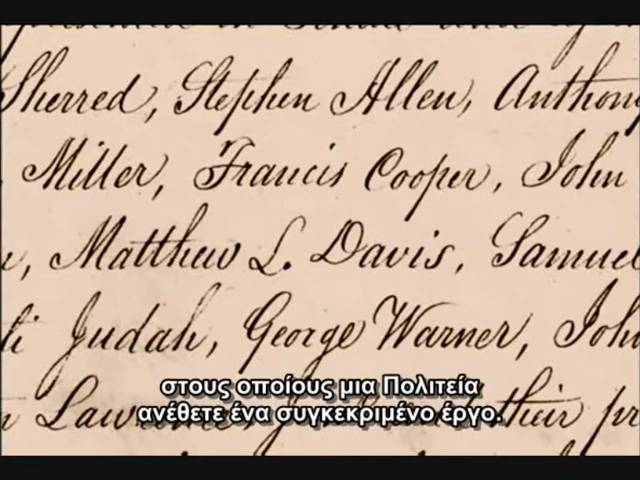 Sherred, Stephen Allen, Anthony
Miller, Francis Cooper, John
Matthew L. Davis, Samuel
Judah, George Warner, John
στους οποίους μια Πολιτεία
ανέθετε ένα συγκεκριμένο έργο.
their